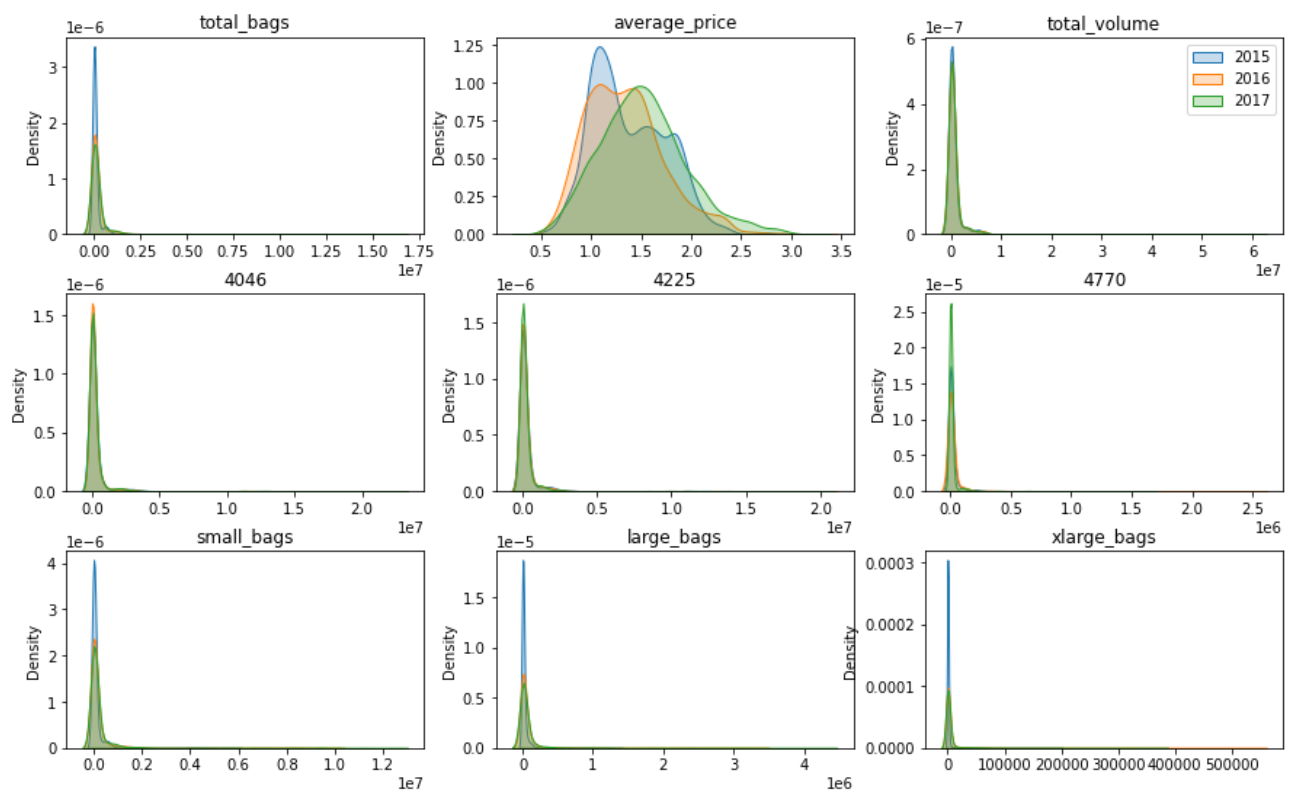 total_bags
1e−6
Density
3
2
1
0
0.00 0.25 0.50 0.75 1.00 1.25 1.50 1.75
1e7
average_price
Density
1.25
1.00
0.75
0.50
0.25
0.00
0.5 1.0 1.5 2.0 2.5 3.0 3.5
total_volume
1e−7
2015
2016
2017
Density
6
4
2
0
0 1 2 3 4 5 6
1e7
4046
1e−6
Density
1.5
1.0
0.5
0.0
0.0 0.5 1.0 1.5 2.0
1e7
4225
1e−6
Density
1.5
1.0
0.5
0.0
0.0 0.5 1.0 1.5 2.0
1e7
4770
1e−5
Density
2.5
2.0
1.5
1.0
0.5
0.0
0.0 0.5 1.0 1.5 2.0 2.5
1e6
small_bags
1e−6
Density
4
3
2
1
0
0.0 0.2 0.4 0.6 0.8 1.0 1.2
1e7
large_bags
1e−5
Density
1.5
1.0
0.5
0.0
0 1 2 3 4
1e6
xlarge_bags
Density
0.0003
0.0002
0.0001
0.0000
0 100000 200000 300000 400000 500000